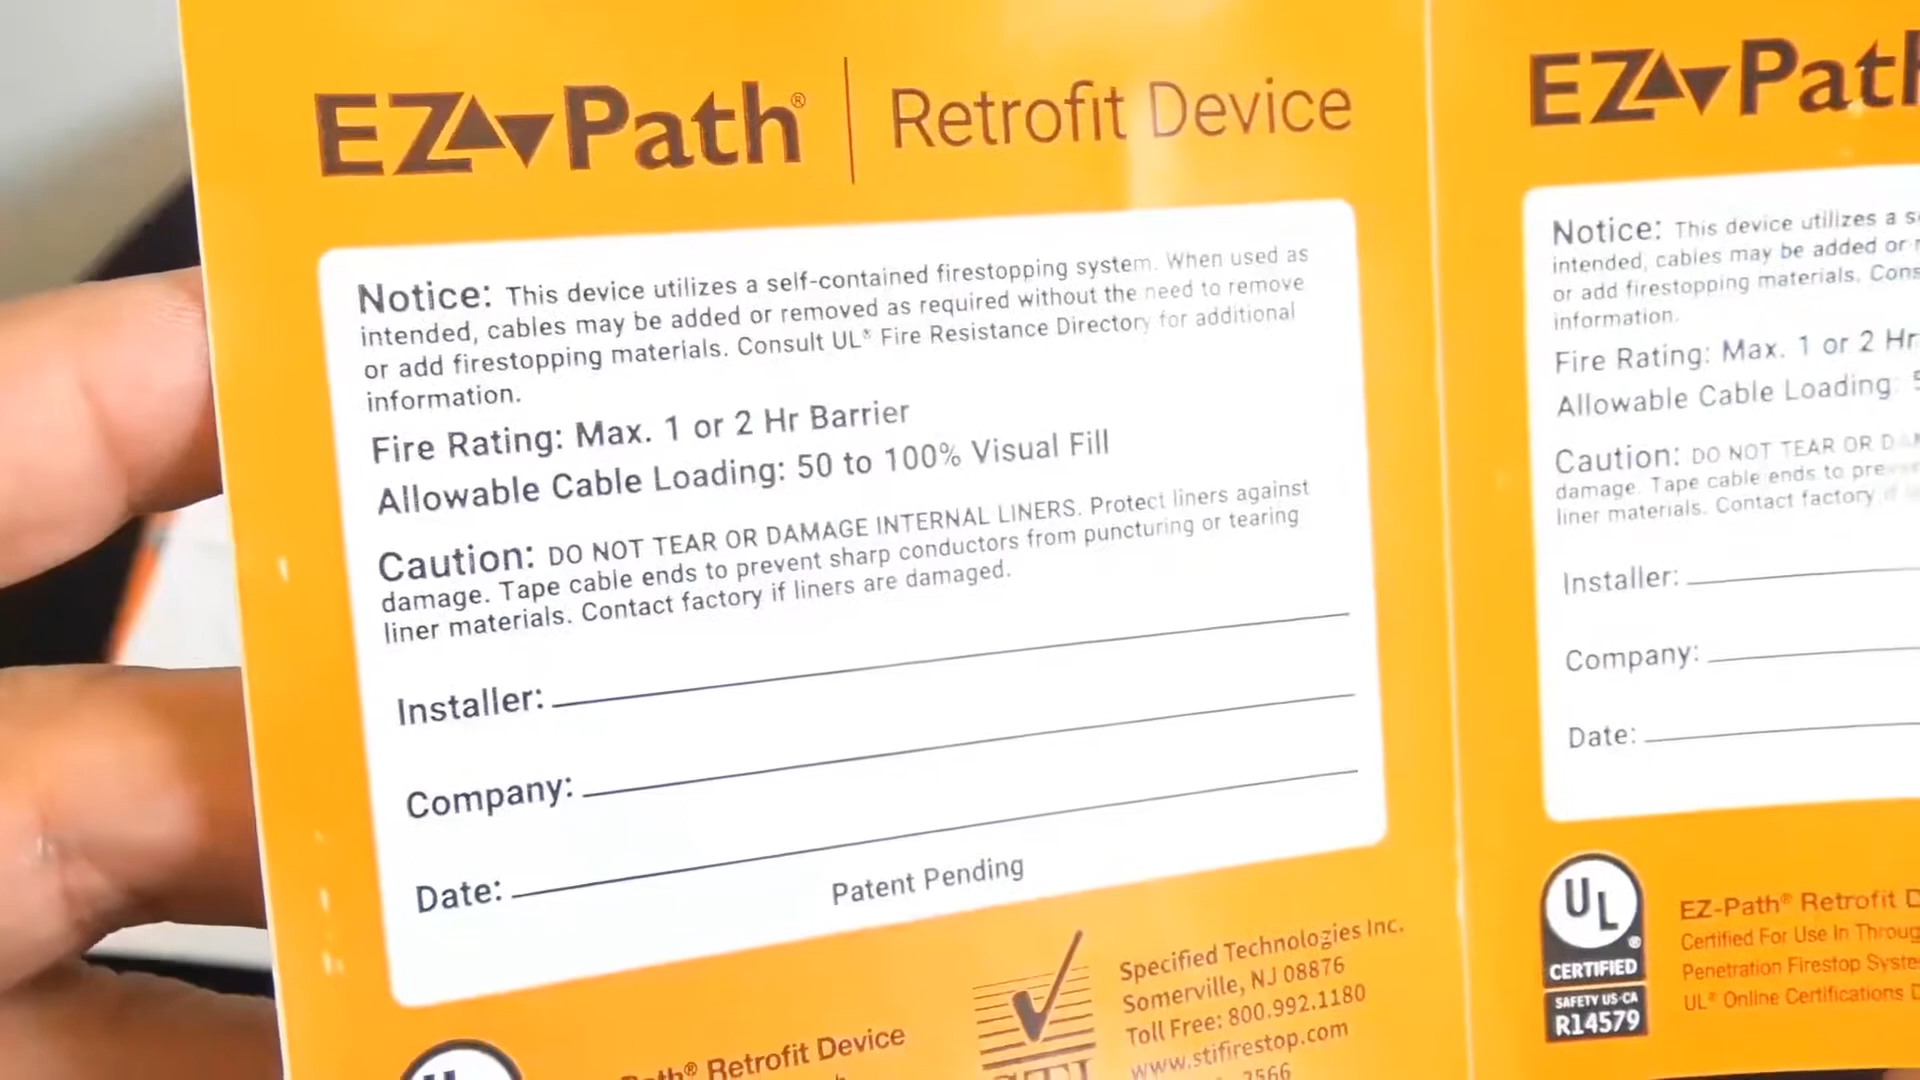 EZ Path® | Retrofit Device
Notice: This device utilizes a self-contained firestopping system. When used as
intended, cables may be added or removed as required without the need to remove
or add firestopping materials. Consult UL® Fire Resistance Directory for additional
information.
Fire Rating: Max. 1 or 2 Hr Barrier
Allowable Cable Loading: 50 to 100% Visual Fill
Caution: DO NOT TEAR OR DAMAGE INTERNAL LINERS. Protect liners against
damage. Tape cable ends to prevent sharp conductors from puncturing or tearing
liner materials. Contact factory if liners are damaged.
Installer:
Company:
Date:
Patent Pending
Retrofit Device
STI
Specified Technologies Inc.
Somerville, NJ 08876
Toll Free: 800.992.1180
www.stifirestop.com
EZ Path
Notice: This device utilizes a
intended, cables may be added or
or add firestopping materials.
information.
Fire Rating: Max. 1 or 2 Hr
Allowable Cable Loading:
Caution: DO NOT TEAR OR
damage. Tape cable ends to
liner materials. Contact factory
Installer:
Company:
Date:
UL®
CERTIFIED
SAFETY US-CA
R14579
EZ-Path® Retrofit
Certified For Use In
Penetration Firestop
UL® Online Certifications